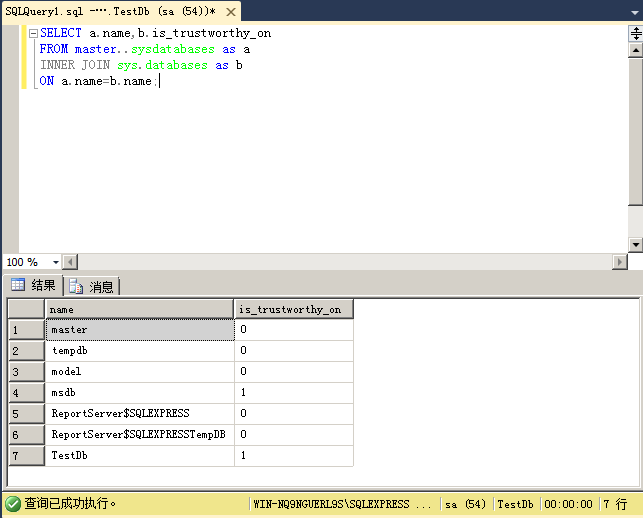 SQLQuery1.sql -....TestDb (sa (54))*
SELECT a.name,b.is_trustworthy_on
FROM master..sysdatabases as a
INNER JOIN sys.databases as b
ON a.name=b.name;
100 %
结果 消息
name is_trustworthy_on
1 master 0
2 tempdb 0
3 model 0
4 msdb 1
5 ReportServer$SQLEXPRESS 0
6 ReportServer$SQLEXPRESSTempDB 0
7 TestDb 1
查询已成功执行。 WIN-NQ9NGUERL9S\SQLEXPRESS ... sa (54) TestDb 00:00:00 7 行